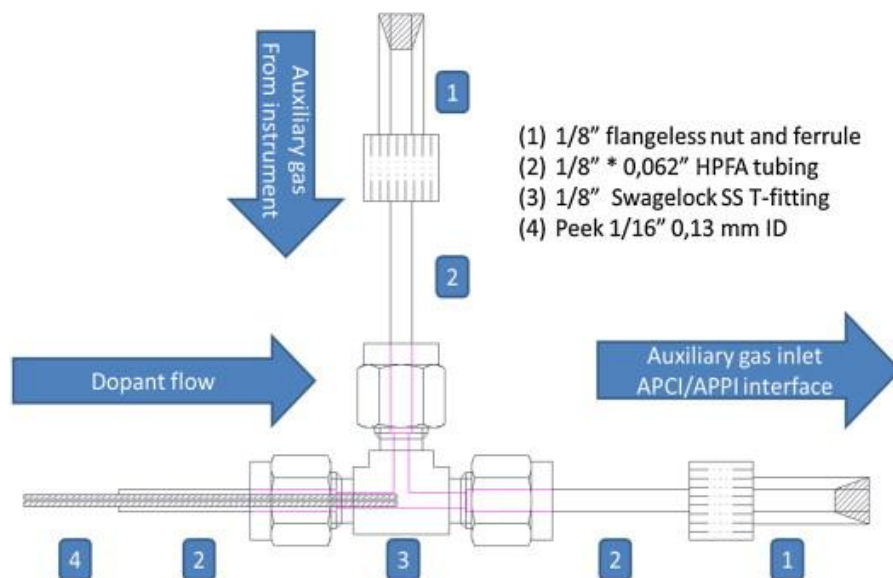 Auxiliary gas
From instrument
1
(1) 1/8” flangeless nut and ferrule
(2) 1/8” * 0,062” HPFA tubing
(3) 1/8” Swagelock SS T-fitting
(4) Peek 1/16” 0,13 mm ID
2
Dopant flow
Auxiliary gas inlet
APCI/APPI interface
4
2
3
2
1